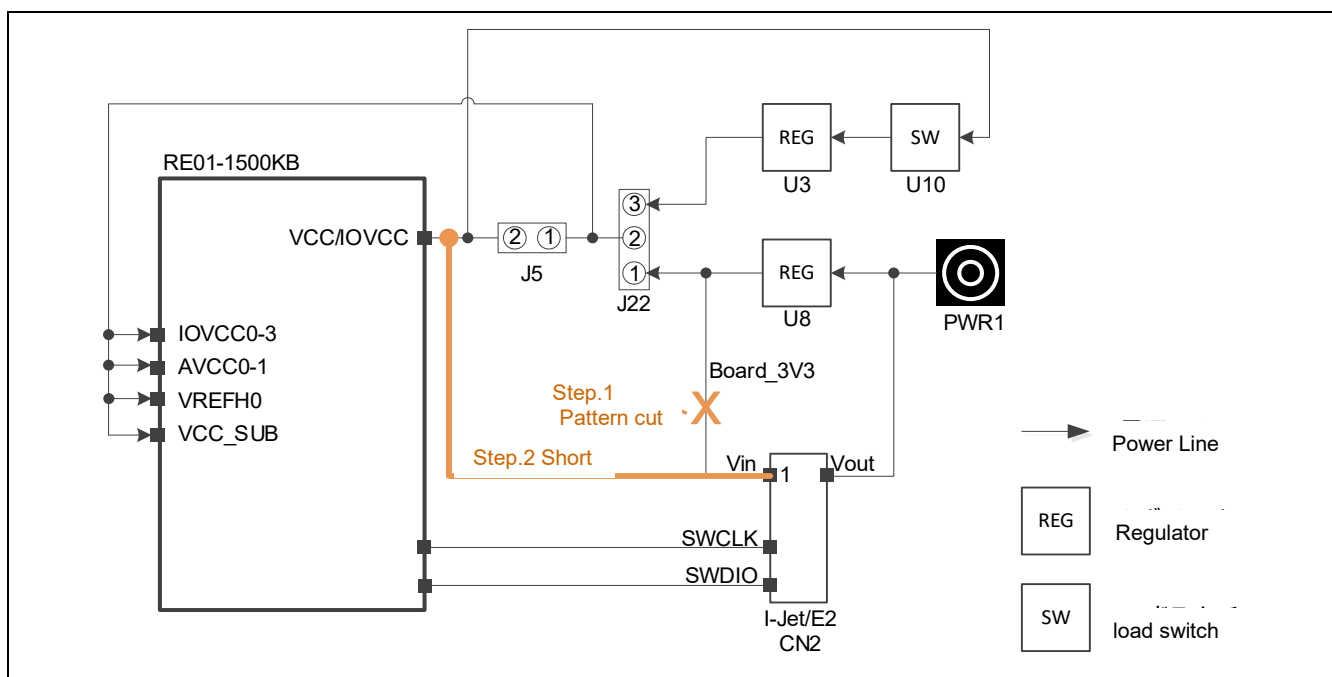 RE01-1500KB
REG
SW
U3
U10
3
2
1
J22
VCC/IOVCC
2 1
J5
REG
U8
PWR1
IOVCC0-3
AVCC0-1
VREFH0
VCC_SUB
Board_3V3
Step.1
Pattern cut
X
Step.2 Short
Vin
1
Vout
SWCLK
SWDIO
I-Jet/E2
CN2
Power Line
REG
Regulator
SW
load switch